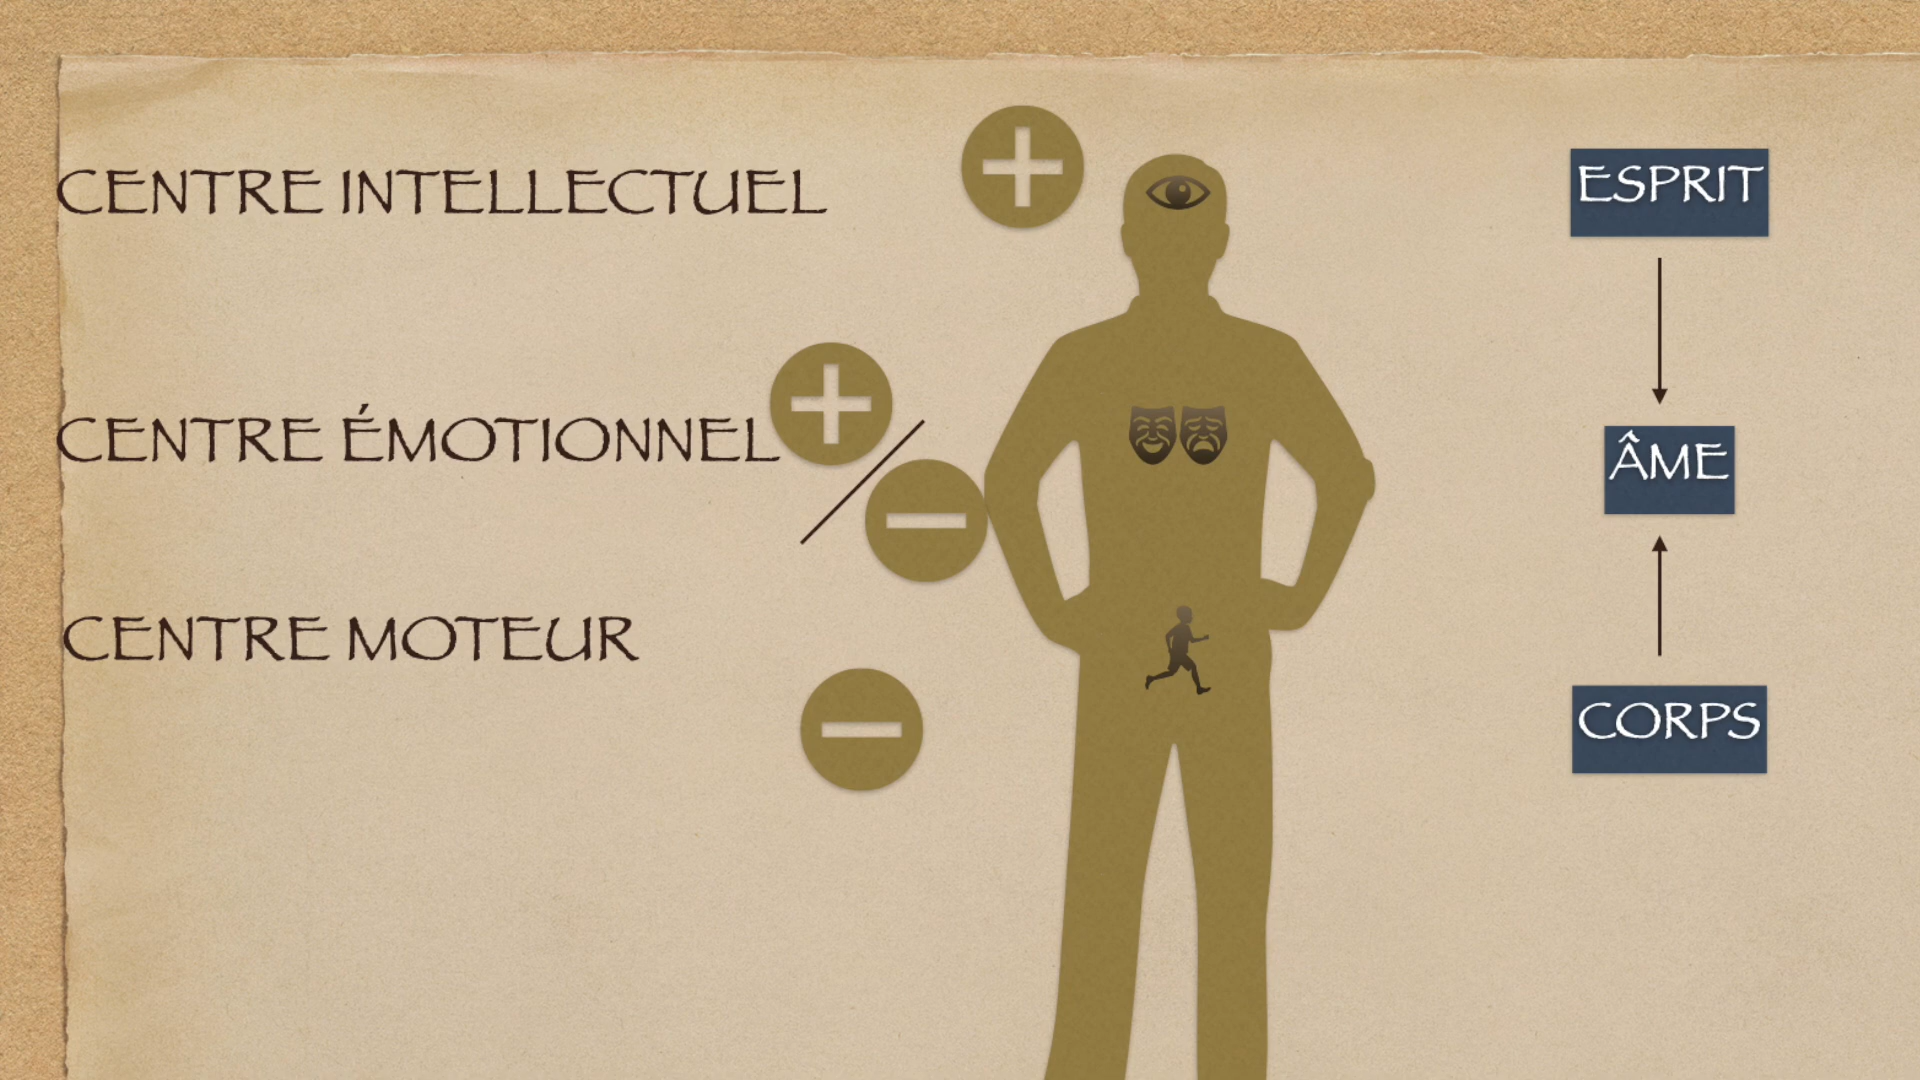 CENTRE INTELLECTUEL
ESPRIT
CENTRE ÉMOTIONNEL
ÂME
CENTRE MOTEUR
CORPS